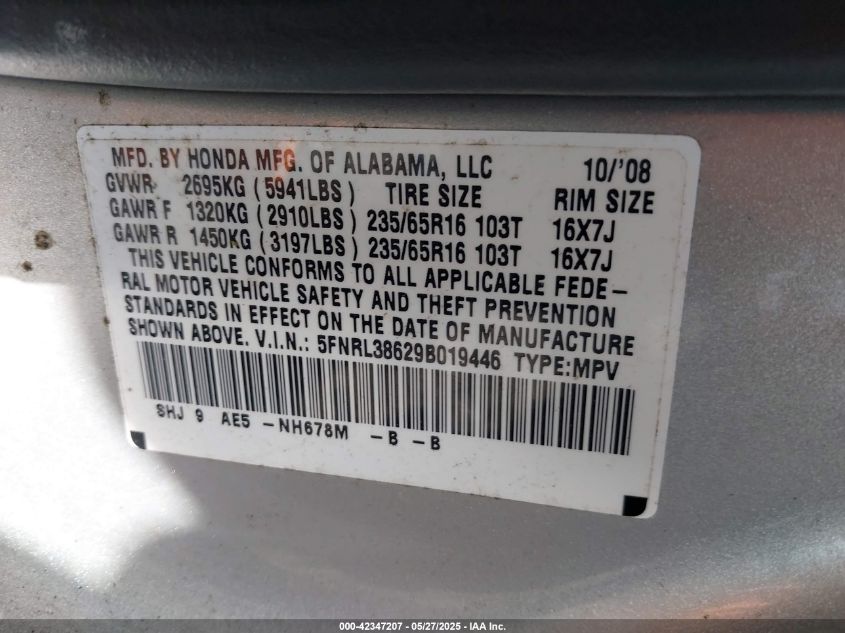 MFD. BY HONDA MFG. OF ALABAMA, LLC 10/'08
GVWR 2695KG (5941LBS) TIRE SIZE RIM SIZE
GAWR F 1320KG (2910LBS) 235/65R16 103T 16X7J
GAWR R 1450KG (3197LBS) 235/65R16 103T 16X7J
THIS VEHICLE CONFORMS TO ALL APPLICABLE FEDE-
RAL MOTOR VEHICLE SAFETY AND THEFT PREVENTION
STANDARDS IN EFFECT ON THE DATE OF MANUFACTURE
SHOWN ABOVE. V.I.N.: 5FNRL38629B019446 TYPE:MPV
SHJ 9 AE5 -NH678M -B -B
000-42347207 — 05/27/2025 — IAA Inc.